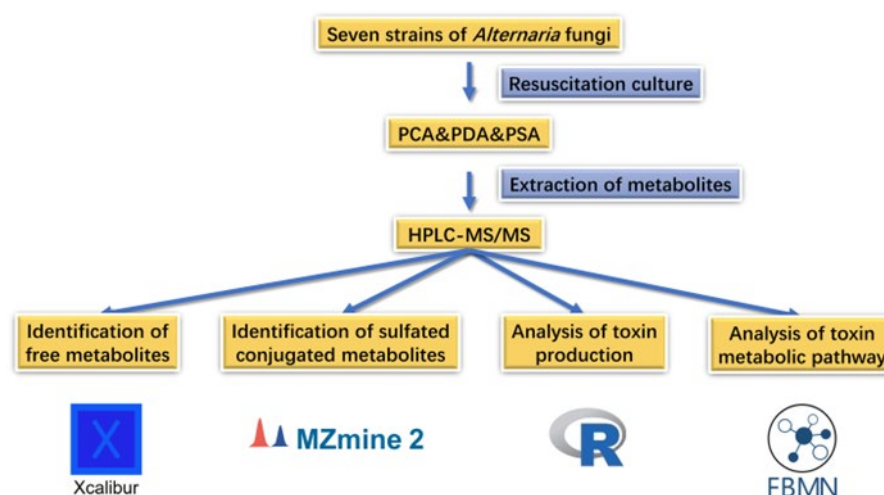 Seven strains of Alternaria fungi
Resuscitation culture
PCA&PDA&PSA
Extraction of metabolites
HPLC-MS/MS
Identification of
free metabolites
Identification of sulfated
conjugated metabolites
Analysis of toxin
production
Analysis of toxin
metabolic pathway
X
Xcalibur
MZmine 2
R
FBMN